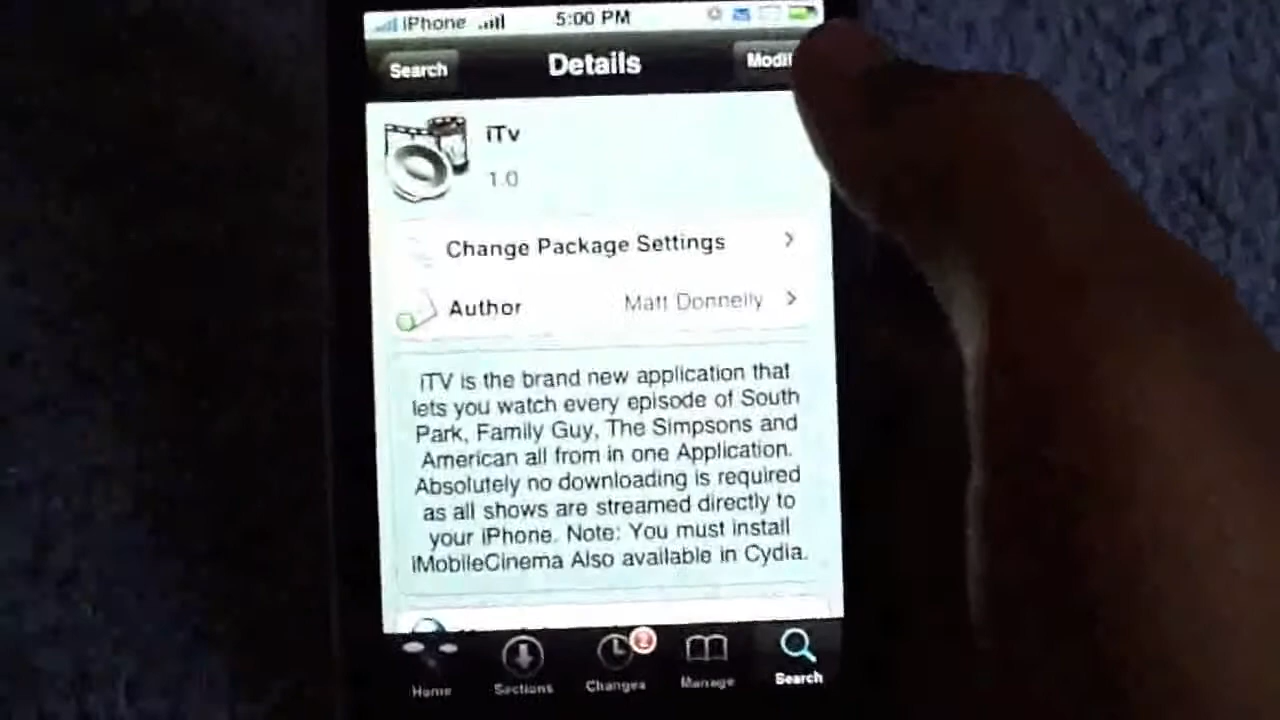 iPhone 5:00 PM
Search Details Modif
iTv
1.0
Change Package Settings
Author Matt Donnelly
iTV is the brand new application that
lets you watch every episode of South
Park, Family Guy, The Simpsons and
American all from in one Application.
Absolutely no downloading is required
as all shows are streamed directly to
your iPhone. Note: You must install
iMobileCinema Also available in Cydia.
2
Home Sections Changes Manage Search